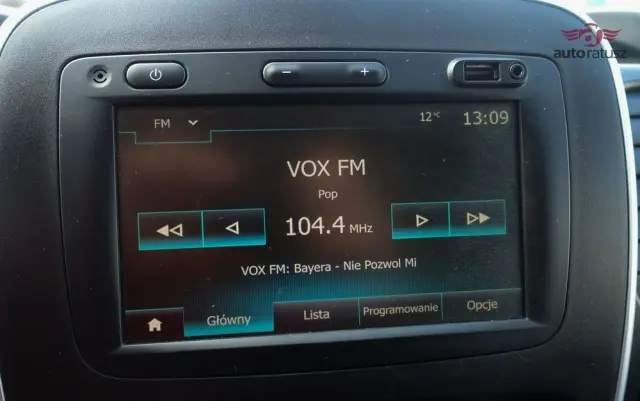 autoratusz
FM
12°C
13:09
VOX FM
Pop
104.4 MHz
VOX FM: Bayera - Nie Pozwol Mi
Główny
Lista
Programowanie
Opcje